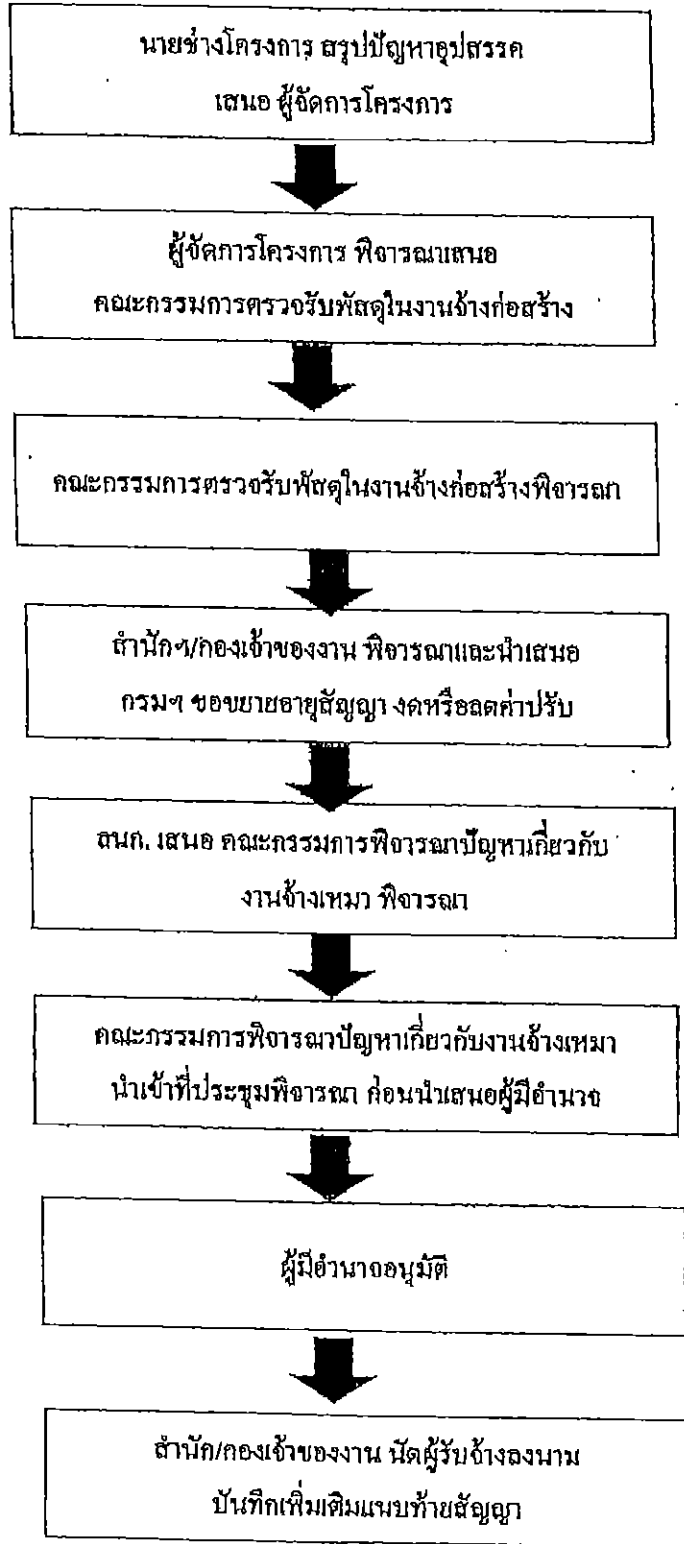 นายช่างโครงการ สรุปปัญหาอุปสรรค
เสนอ ผู้จัดการโครงการ
ผู้จัดการโครงการ พิจารณาเสนอ
คณะกรรมการตรวจรับพัสดุในงานจ้างก่อสร้าง
คณะกรรมการตรวจรับพัสดุในงานจ้างก่อสร้างพิจารณา
สำนักฯ/กองเจ้าของงาน พิจารณาและนำเสนอ
กรมฯ ขอขยายอายุสัญญา งดหรือลดค่าปรับ
สนก. เสนอ คณะกรรมการพิจารณาปัญหาเกี่ยวกับ
งานจ้างเหมา พิจารณา
คณะกรรมการพิจารณาปัญหาเกี่ยวกับงานจ้างเหมา
นำเข้าที่ประชุมพิจารณา ก่อนนำเสนอผู้มีอำนาจ
ผู้มีอำนาจอนุมัติ
สำนัก/กองเจ้าของงาน นัดผู้รับจ้างลงนาม
บันทึกเพิ่มเติมแนบท้ายสัญญา